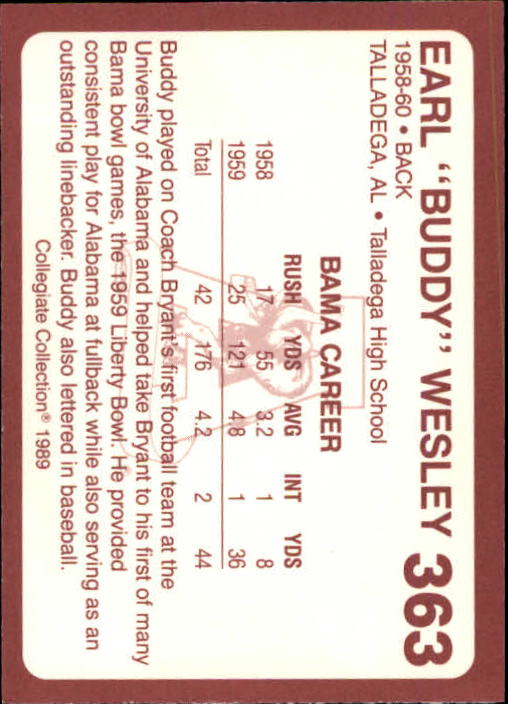 EARL "BUDDY" WESLEY 363
1958-60 • BACK
TALLADEGA, AL • Talladega High School
BAMA CAREER
RUSH YDS AVG INT YDS
1958 17 55 3.2 1 8
1959 25 121 4.8 1 36
Total 42 176 4.2 2 44
Buddy played on Coach Bryant's first football team at the
University of Alabama and helped take Bryant to his first of many
Bama bowl games, the 1959 Liberty Bowl. He provided
consistent play for Alabama at fullback while also serving as an
outstanding linebacker. Buddy also lettered in baseball.
Collegiate Collection® 1989